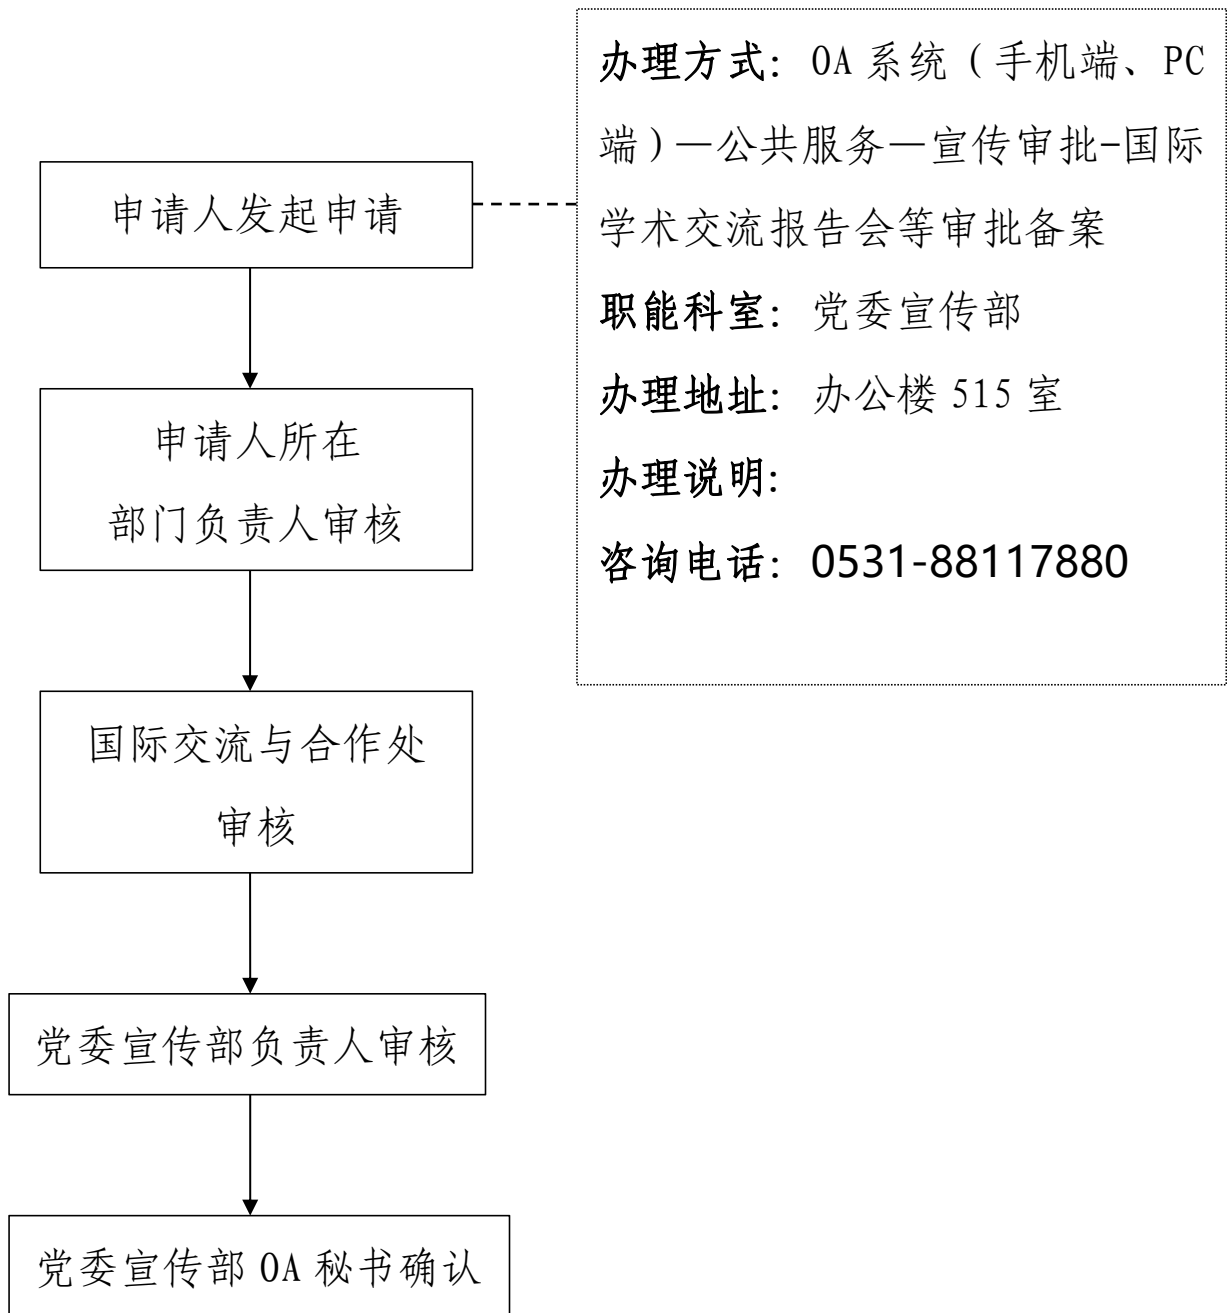 申请人发起申请
申请人所在
部门负责人审核
国际交流与合作处
审核
党委宣传部负责人审核
党委宣传部 OA 秘书确认
办理方式：OA 系统（手机端、PC
端）—公共服务—宣传审批-国际
学术交流报告会等审批备案
职能科室：党委宣传部
办理地址：办公楼 515 室
办理说明：
咨询电话：0531-88117880